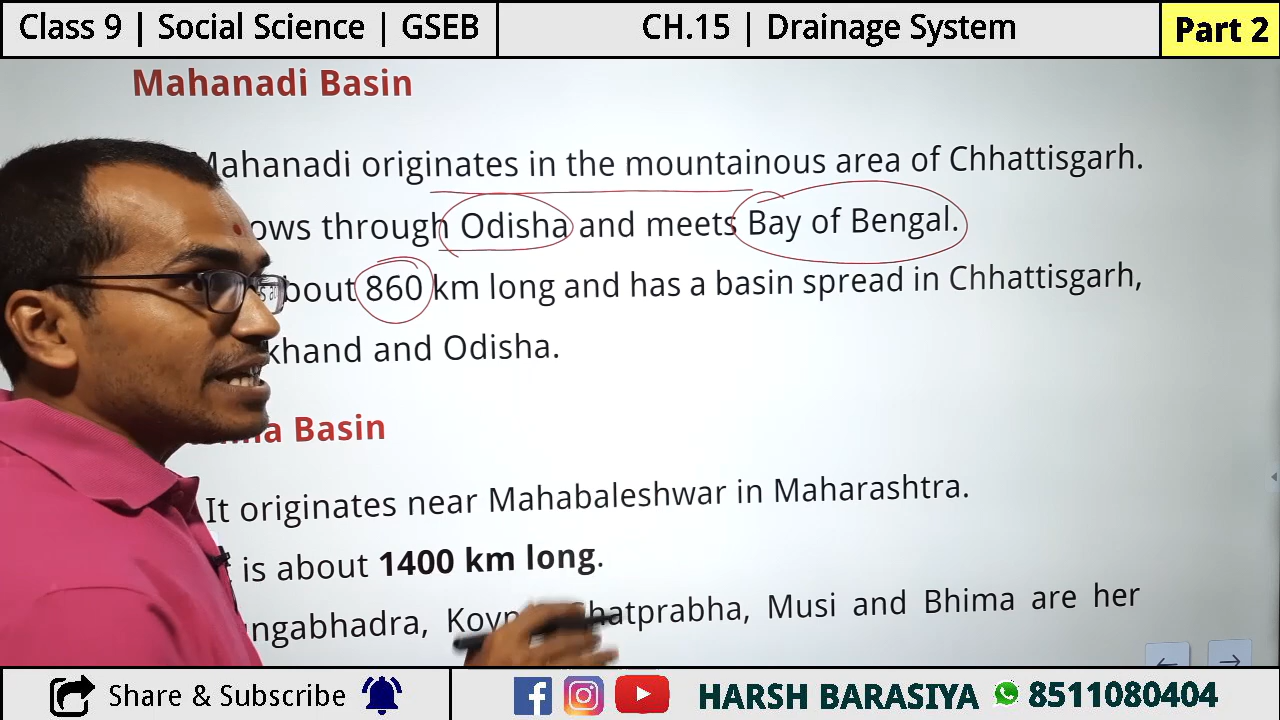 Class 9 | Social Science | GSEB
CH.15 | Drainage System
Part 2
Mahanadi Basin
Mahanadi originates in the mountainous area of Chhattisgarh.
ows through Odisha and meets Bay of Bengal.
bout 860 km long and has a basin spread in Chhattisgarh,
khand and Odisha.
Basin
It originates near Mahabaleshwar in Maharashtra.
is about 1400 km long.
ngabhadra, hatprabha, Musi and Bhima are her
Share & Subscribe
HARSH BARASIYA 8511080404